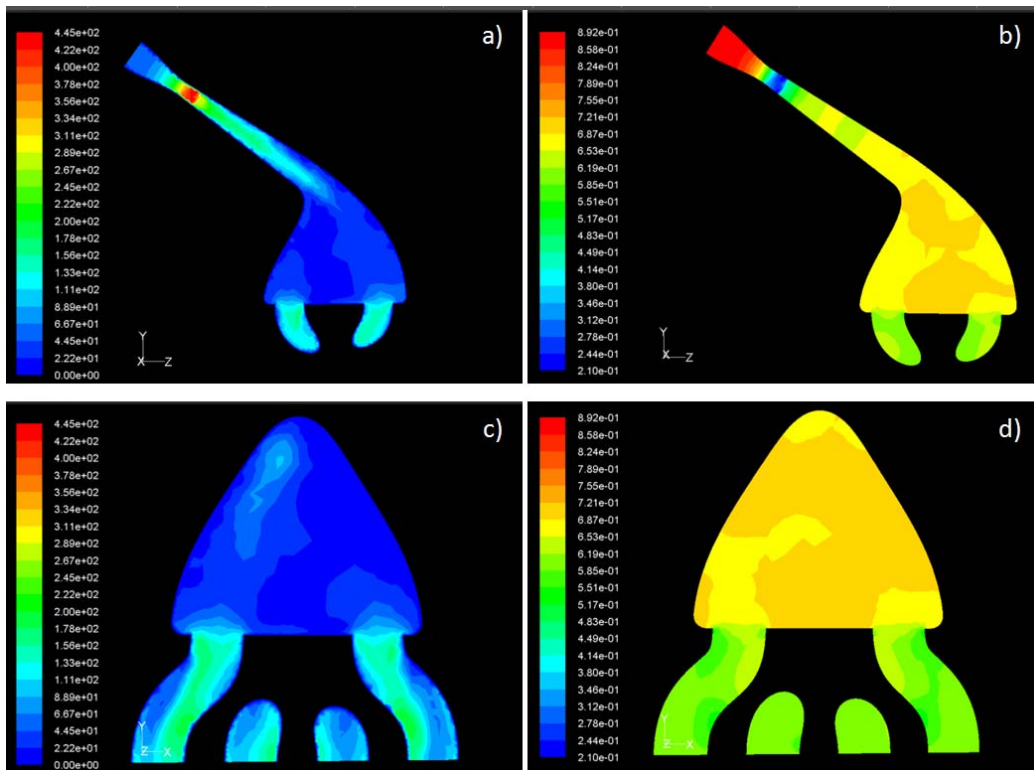 4.45e+02
4.22e+02
4.00e+02
3.78e+02
3.56e+02
3.34e+02
3.11e+02
2.89e+02
2.67e+02
2.45e+02
2.22e+02
2.00e+02
1.78e+02
1.56e+02
1.33e+02
1.11e+02
8.89e+01
6.67e+01
4.45e+01
2.22e+01
0.00e+00
a)
Y
X Z
8.92e-01
8.58e-01
8.24e-01
7.89e-01
7.55e-01
7.21e-01
6.87e-01
6.53e-01
6.19e-01
5.85e-01
5.51e-01
5.17e-01
4.83e-01
4.49e-01
4.14e-01
3.80e-01
3.46e-01
3.12e-01
2.78e-01
2.44e-01
2.10e-01
b)
Y
X Z
4.45e+02
4.22e+02
4.00e+02
3.78e+02
3.56e+02
3.34e+02
3.11e+02
2.89e+02
2.67e+02
2.45e+02
2.22e+02
2.00e+02
1.78e+02
1.56e+02
1.33e+02
1.11e+02
8.89e+01
6.67e+01
4.45e+01
2.22e+01
0.00e+00
c)
Y
Z X
8.92e-01
8.58e-01
8.24e-01
7.89e-01
7.55e-01
7.21e-01
6.87e-01
6.53e-01
6.19e-01
5.85e-01
5.51e-01
5.17e-01
4.83e-01
4.49e-01
4.14e-01
3.80e-01
3.46e-01
3.12e-01
2.78e-01
2.44e-01
2.10e-01
d)
Y
Z X